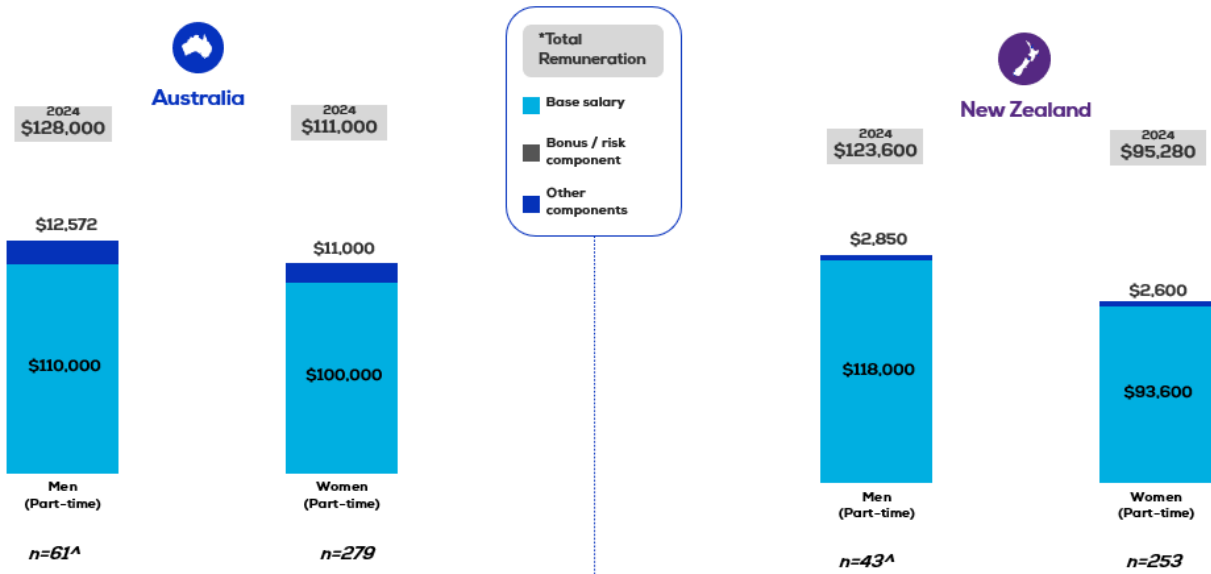 Australia
2024
$128,000
2024
$111,000
$12,572
$11,000
$110,000
$100,000
Men
(Part-time)
Women
(Part-time)
n=61^
n=279
*Total
Remuneration
Base salary
Bonus / risk
component
Other
components
New Zealand
2024
$123,600
2024
$95,280
$2,850
$2,600
$118,000
$93,600
Men
(Part-time)
Women
(Part-time)
n=43^
n=253